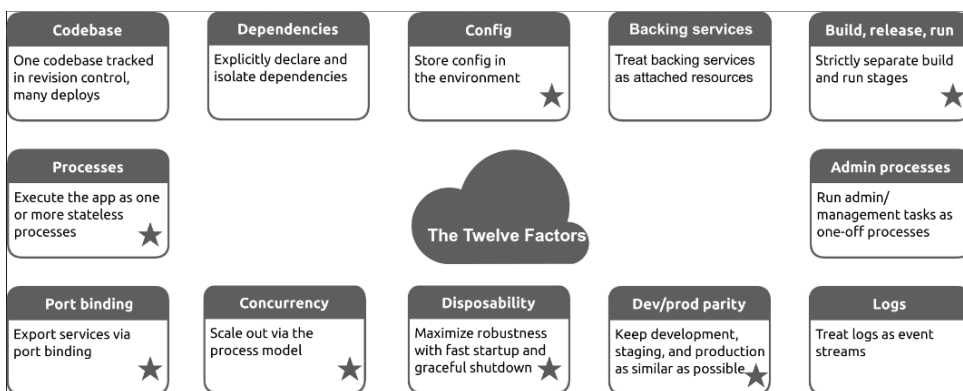 Codebase
One codebase tracked
in revision control,
many deploys
Dependencies
Explicitly declare and
isolate dependencies
Config
Store config in
the environment
Backing services
Treat backing services
as attached resources
Build, release, run
Strictly separate build
and run stages
Processes
Execute the app as one
or more stateless
processes
The Twelve Factors
Admin processes
Run admin/
management tasks as
one-off processes
Port binding
Export services via
port binding
Concurrency
Scale out via the
process model
Disposability
Maximize robustness
with fast startup and
graceful shutdown
Dev/prod parity
Keep development,
staging, and production
as similar as possible
Logs
Treat logs as event
streams